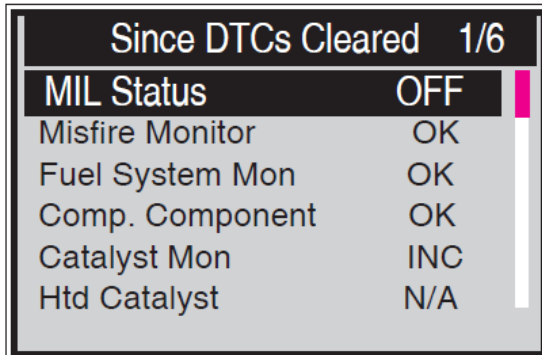 Since DTCs Cleared 1/6
MIL Status OFF
Misfire Monitor OK
Fuel System Mon OK
Comp. Component OK
Catalyst Mon INC
Htd Catalyst N/A